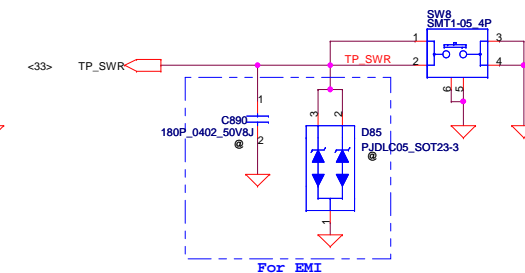 SW8
SMT1-05_4P
1
3
<33>
TP_SWR
TP_SWR
2
4
6
5
1
C890
180P_0402_50V8J
2
@
3
2
D85
PJDLC05_SOT23-3
@
1
For EMI